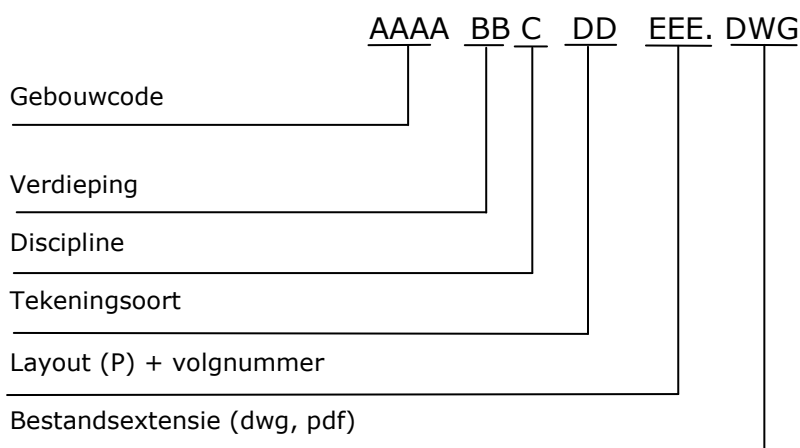 AAAA BB C DD EEE. DWG
Gebouwcode
Verdieping
Discipline
Tekeningsoort
Layout (P) + volgnummer
Bestandsextensie (dwg, pdf)